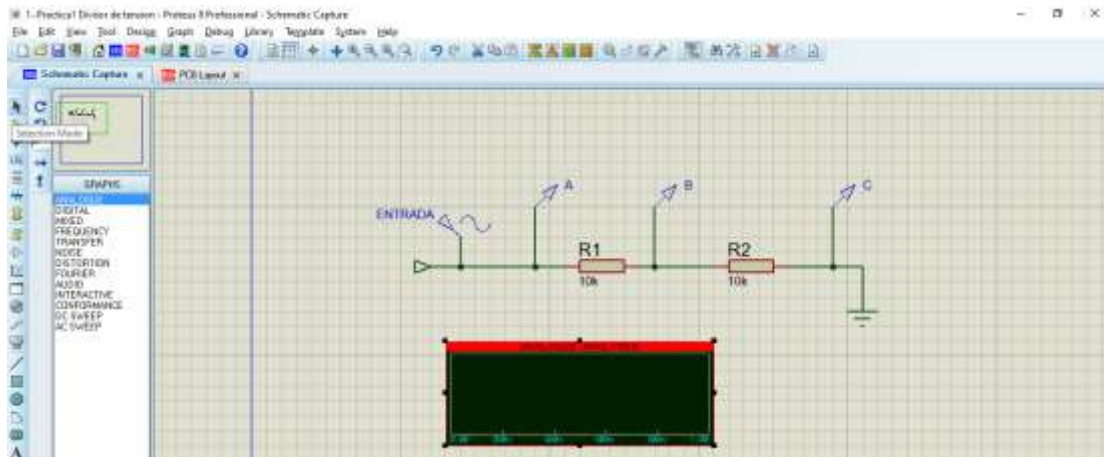 1.-Practica1 Divisor de tension - Proteus 8 Professional - Schematic Capture
File Edit View Tool Design Graph Debug Library Template System Help
Schematic Capture x PCB Layout x
Selection Mode
GRAPHS
ANALOGUE
DIGITAL
MIXED
FREQUENCY
TRANSFER
NOISE
DISTORTION
FOURIER
AUDIO
INTERACTIVE
CONFORMANCE
DC SWEEP
AC SWEEP
A B C
ENTRADA
R1 R2
10k 10k
ANALOGUE ANALYSIS